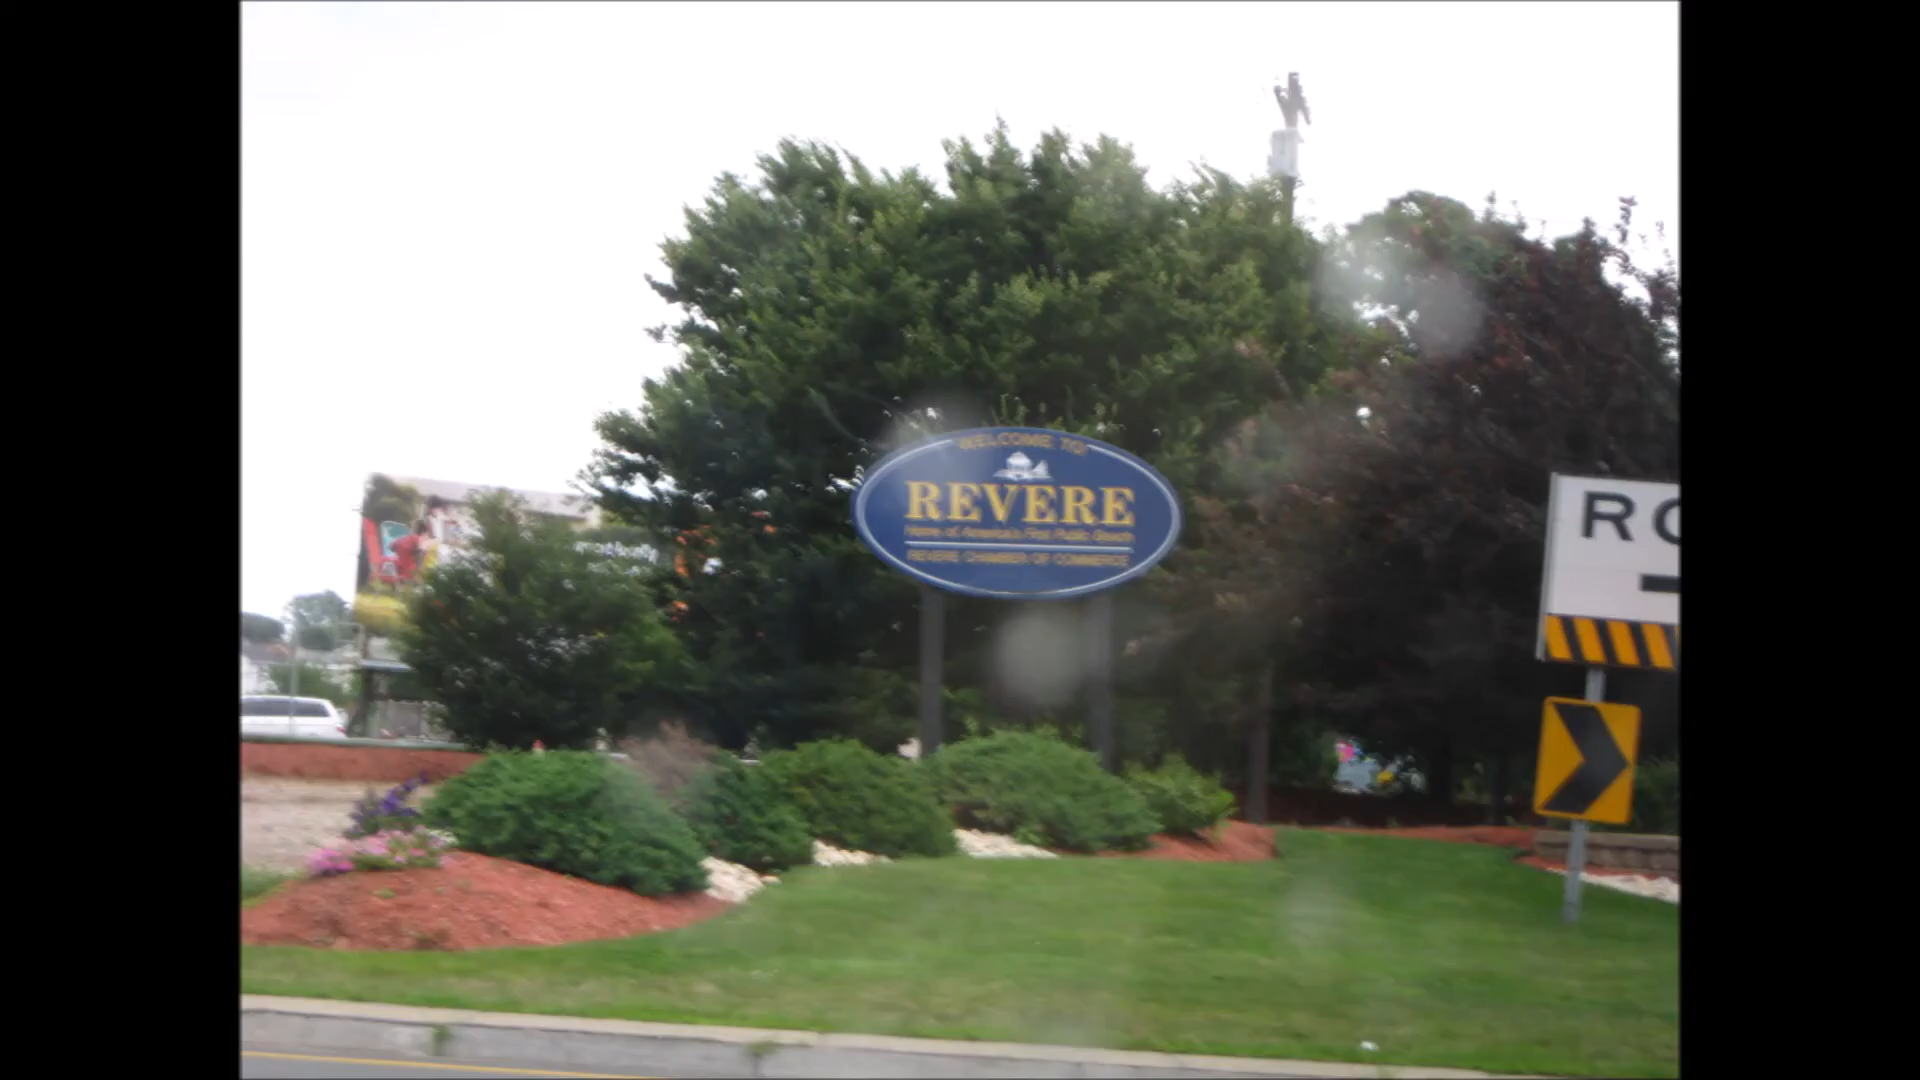 WELCOME TO
REVERE
Home of America's First Public Beach
REVERE CHAMBER OF COMMERCE
RO